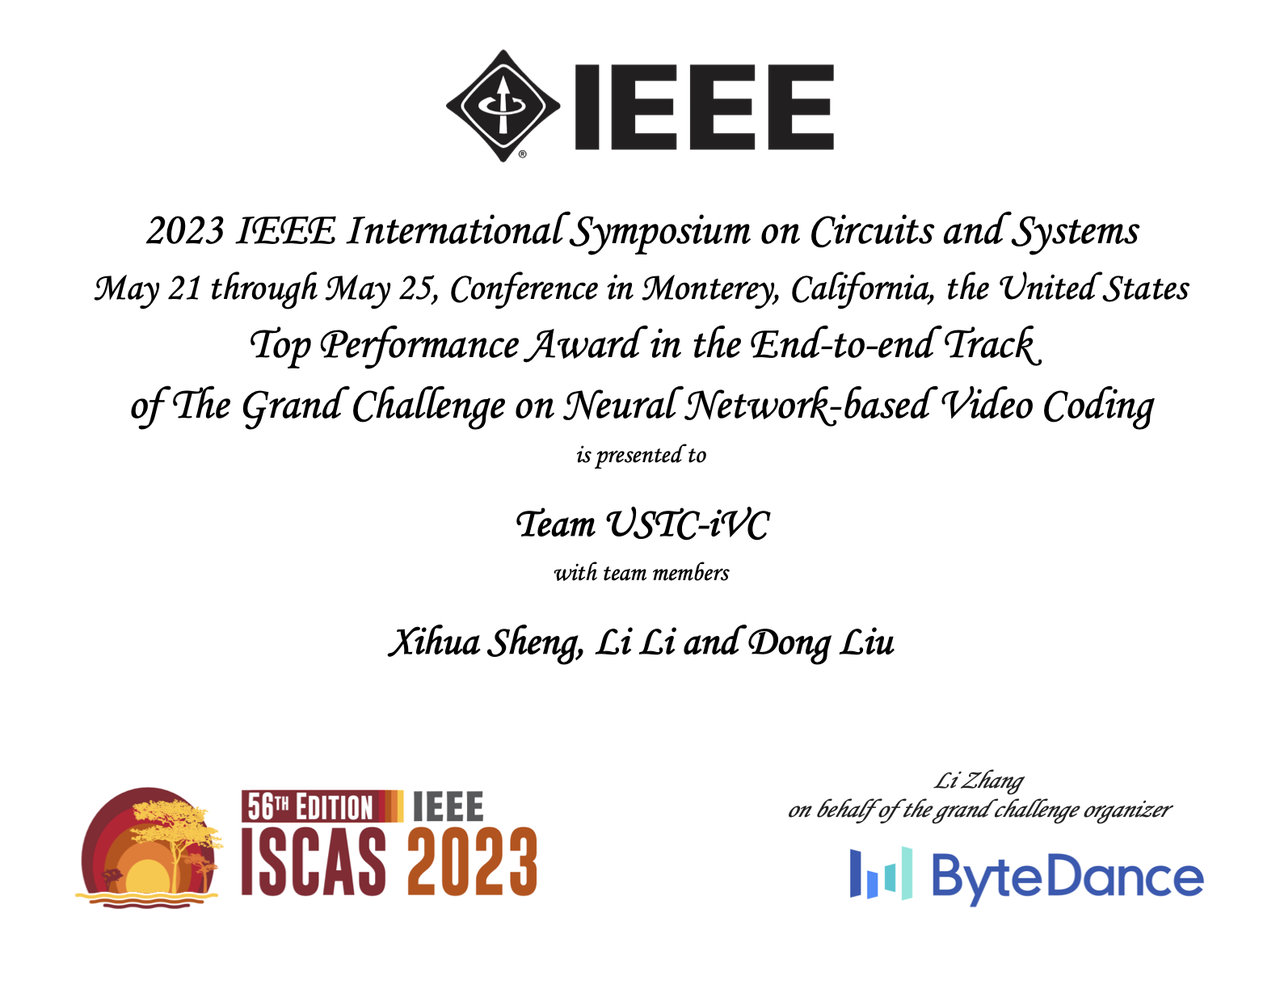 IEEE
®
2023 IEEE International Symposium on Circuits and Systems
May 21 through May 25, Conference in Monterey, California, the United States
Top Performance Award in the End-to-end Track
of The Grand Challenge on Neural Network-based Video Coding
is presented to
Team USTC-iVC
with team members
Xihua Sheng, Li Li and Dong Liu
56TH EDITION IEEE
ISCAS 2023
Li Zhang
on behalf of the grand challenge organizer
ByteDance